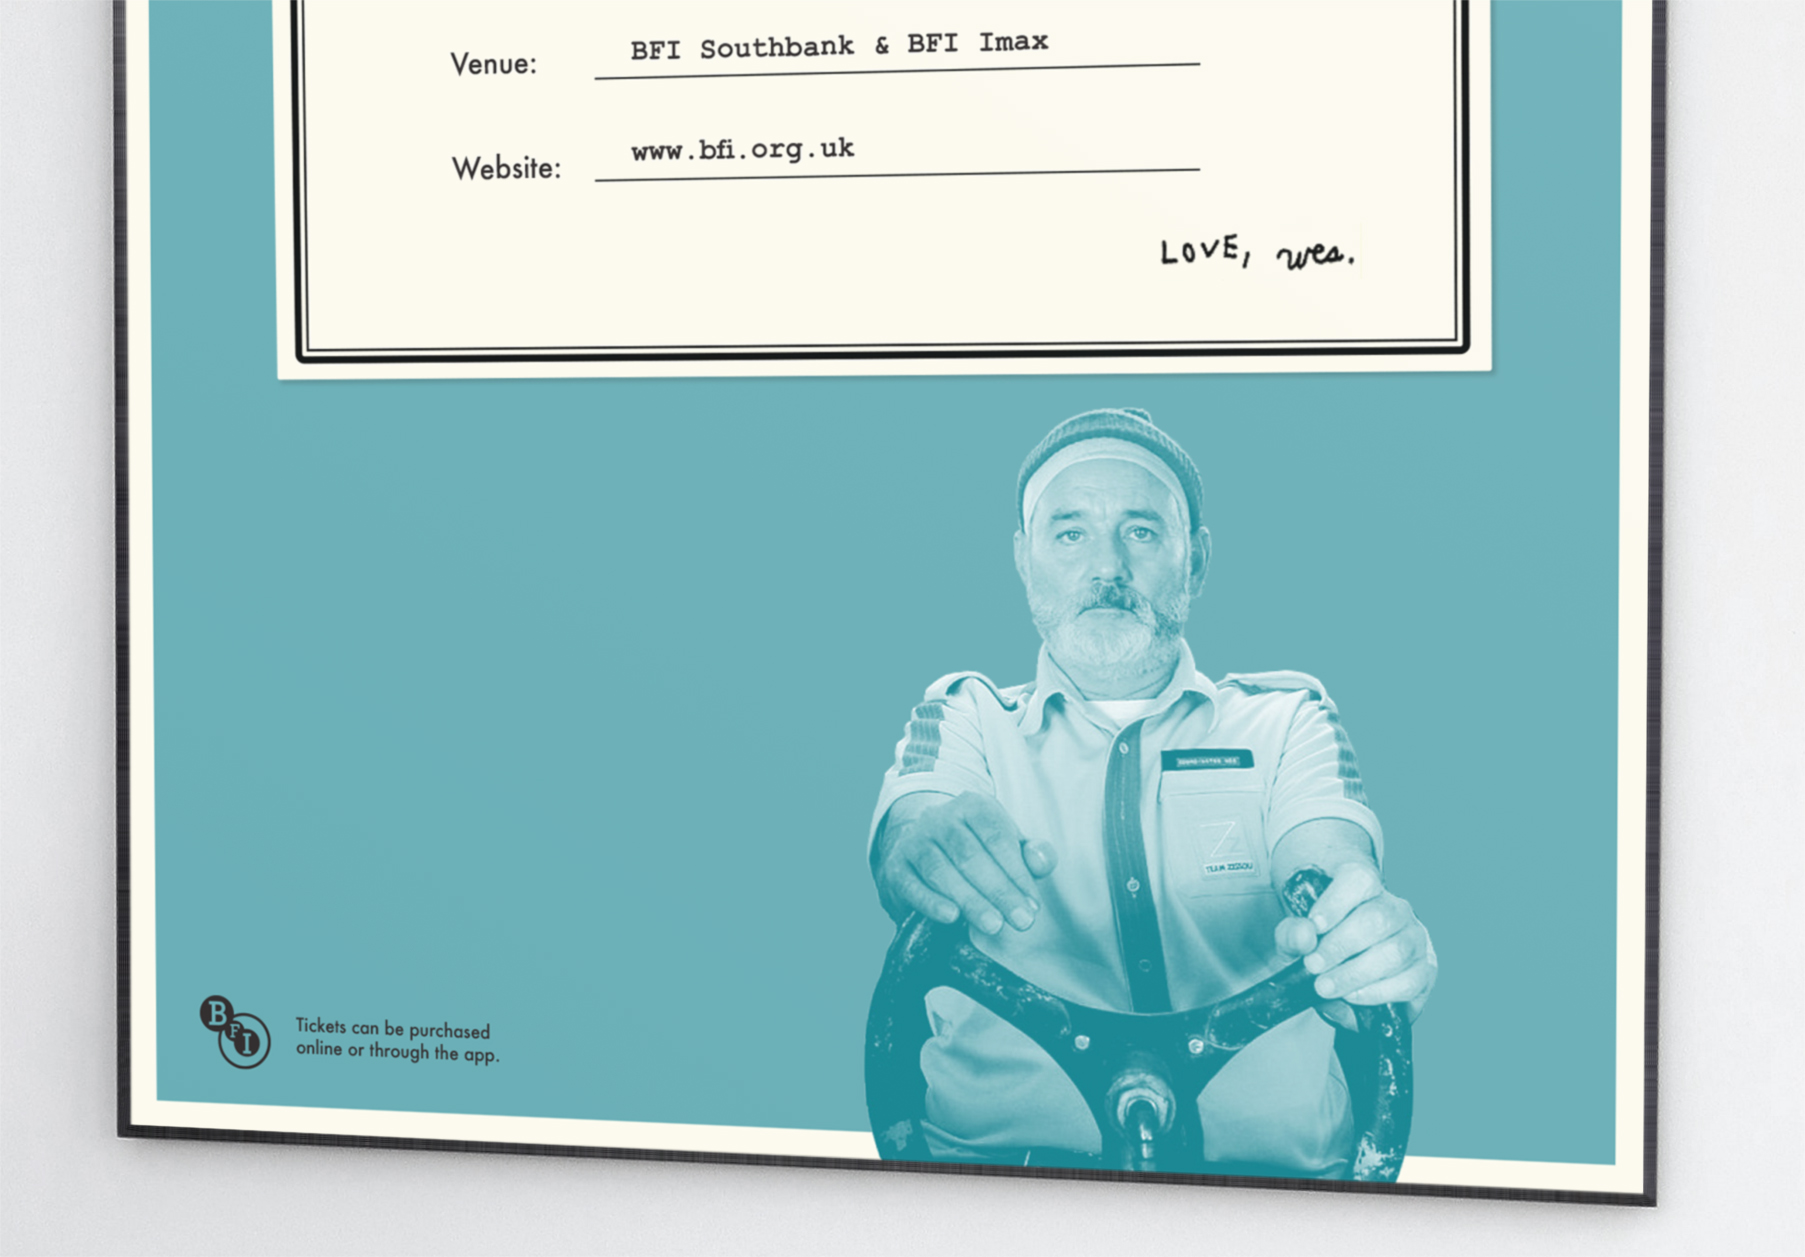 Venue: BFI Southbank & BFI Imax
Website: www.bfi.org.uk
LOVE, wes.
TEAM ZISSOU
BFI
Tickets can be purchased
online or through the app.